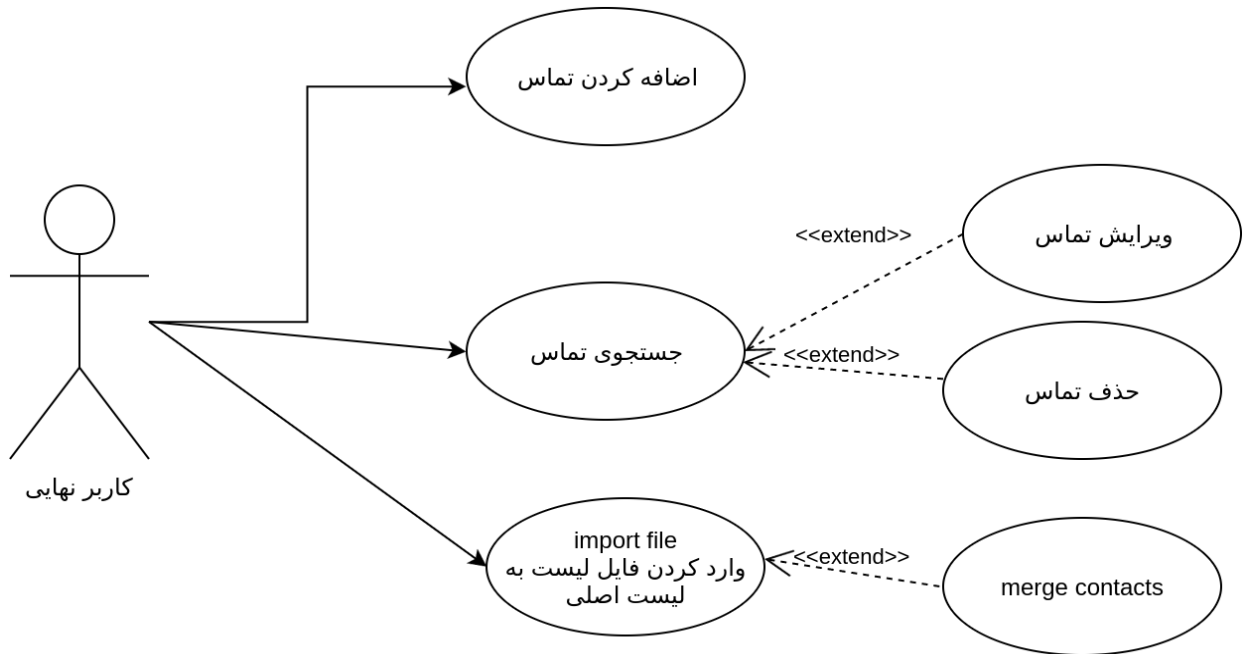 اضافه کردن تماس
<<extend>>
ویرایش تماس
جستجوی تماس
<<extend>>
حذف تماس
کاربر نهایی
import file
وارد کردن فایل لیست به
لیست اصلی
<<extend>>
merge contacts